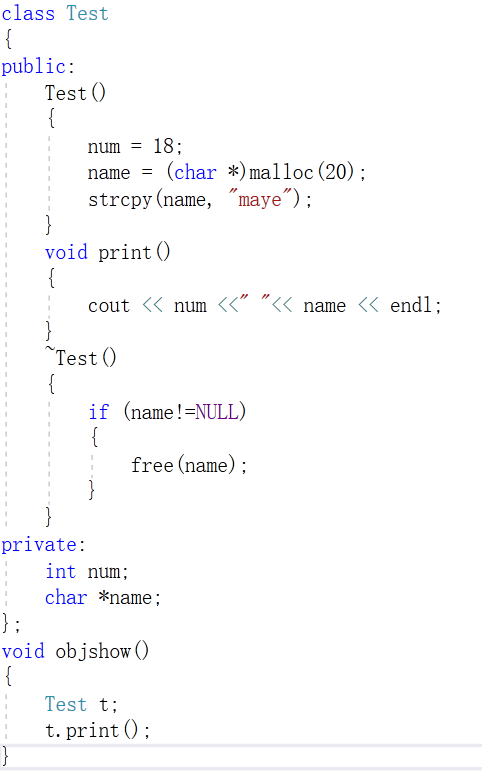 class Test
{
public:
    Test()
    {
        num = 18;
        name = (char *)malloc(20);
        strcpy(name, "maye");
    }
    void print()
    {
        cout << num <<" "<< name << endl;
    }
    ~Test()
    {
        if (name!=NULL)
        {
            free(name);
        }
    }
private:
    int num;
    char *name;
};
void objshow()
{
    Test t;
    t.print();
}